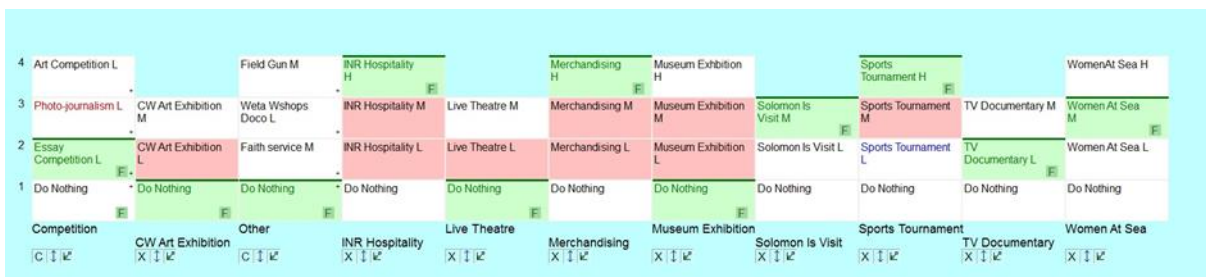 4 Art Competition L Field Gun M INR Hospitality Merchandising Museum Exhbition Sports WomenAt Sea H
H H H Tournament H
F F F
3 Photo-journalism L CW Art Exhibition Weta Wshops INR Hospitality M Live Theatre M Merchandising M Museum Exhibition Solomon Is Sports Tournament TV Documentary M Women At Sea
M Doco L M Visit M M M
F F
2 Essay CW Art Exhibition Faith service M INR Hospitality L Live Theatre L Merchandising L Museum Exhibition Solomon Is Visit L Sports Tournament TV Women At Sea L
Competition L L L L Documentary L
F F
1 Do Nothing Do Nothing Do Nothing Do Nothing Do Nothing Do Nothing Do Nothing Do Nothing Do Nothing Do Nothing Do Nothing
F F F F F
Competition Other Live Theatre Museum Exhibition Sports Tournament Women At Sea
CW Art Exhibition INR Hospitality Merchandising Solomon Is Visit TV Documentary
C X C X X X X X X X X